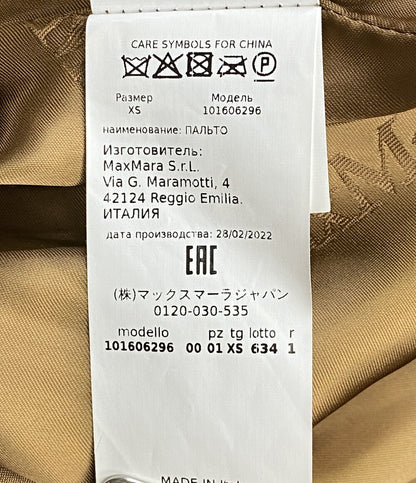 CARE SYMBOLS FOR CHINA
P
Размер Модель
XS 101606296
наименование: ПАЛЬТО
Изготовитель:
MaxMara S.r.L.
Via G. Maramotti, 4
42124 Reggio Emilia.
ИТАЛИЯ
дата производства: 28/02/2022
EAC
(株)マックスマーラジャパン
0120-030-535
modello pz tg lotto r
101606296 00 01 XS 634 1
MADE IN